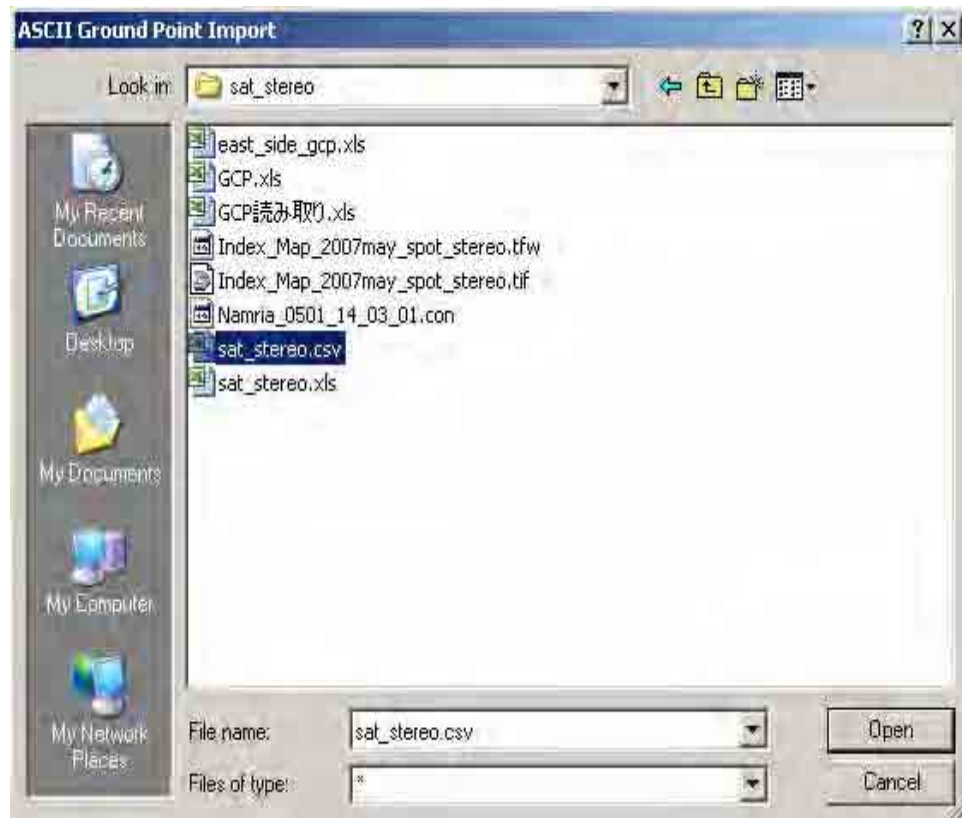 ASCII Ground Point Import
Look in:
sat_stereo
east_side_gcp.xls
GCP.xls
GCP読み取り.xls
Index_Map_2007may_spot_stereo.tfw
Index_Map_2007may_spot_stereo.tif
Namria_0501_14_03_01.con
sat_stereo.csv
sat_stereo.xls
My Recent
Documents
Desktop
My Documents
My Computer
My Network
Places
File name:
sat_stereo.csv
Open
Files of type:
*
Cancel